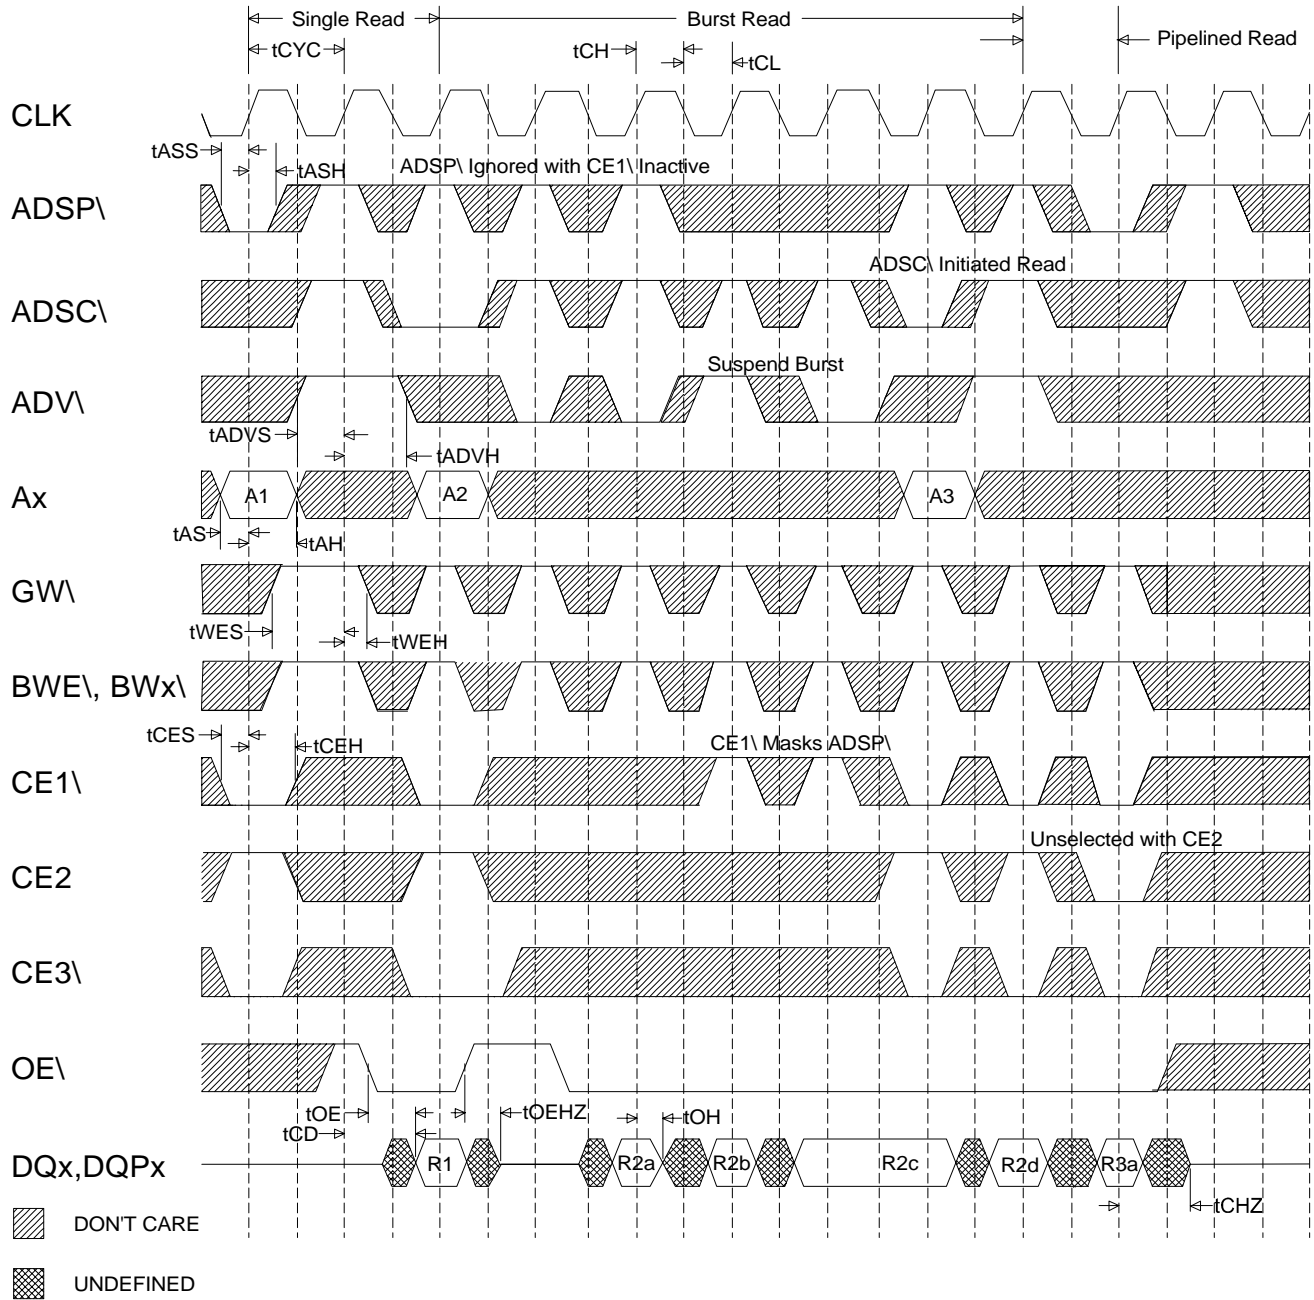 Single Read
Burst Read
Pipelined Read
tCYC
tCH
tCL
CLK
tASS
tASH
ADSP\ Ignored with CE1\ Inactive
ADSP\
ADSC\ Initiated Read
ADSC\
Suspend Burst
ADV\
tADVS
tADVH
Ax
A1
A2
A3
tAS
tAH
GW\
tWES
tWEH
BWE\, BWx\
tCES
tCEH
CE1\ Masks ADSP\
CE1\
Unselected with CE2
CE2
CE3\
OE\
tOE
tOEHZ
tOH
tCD
DQx,DQPx
R1
R2a
R2b
R2c
R2d
R3a
tCHZ
DON'T CARE
UNDEFINED